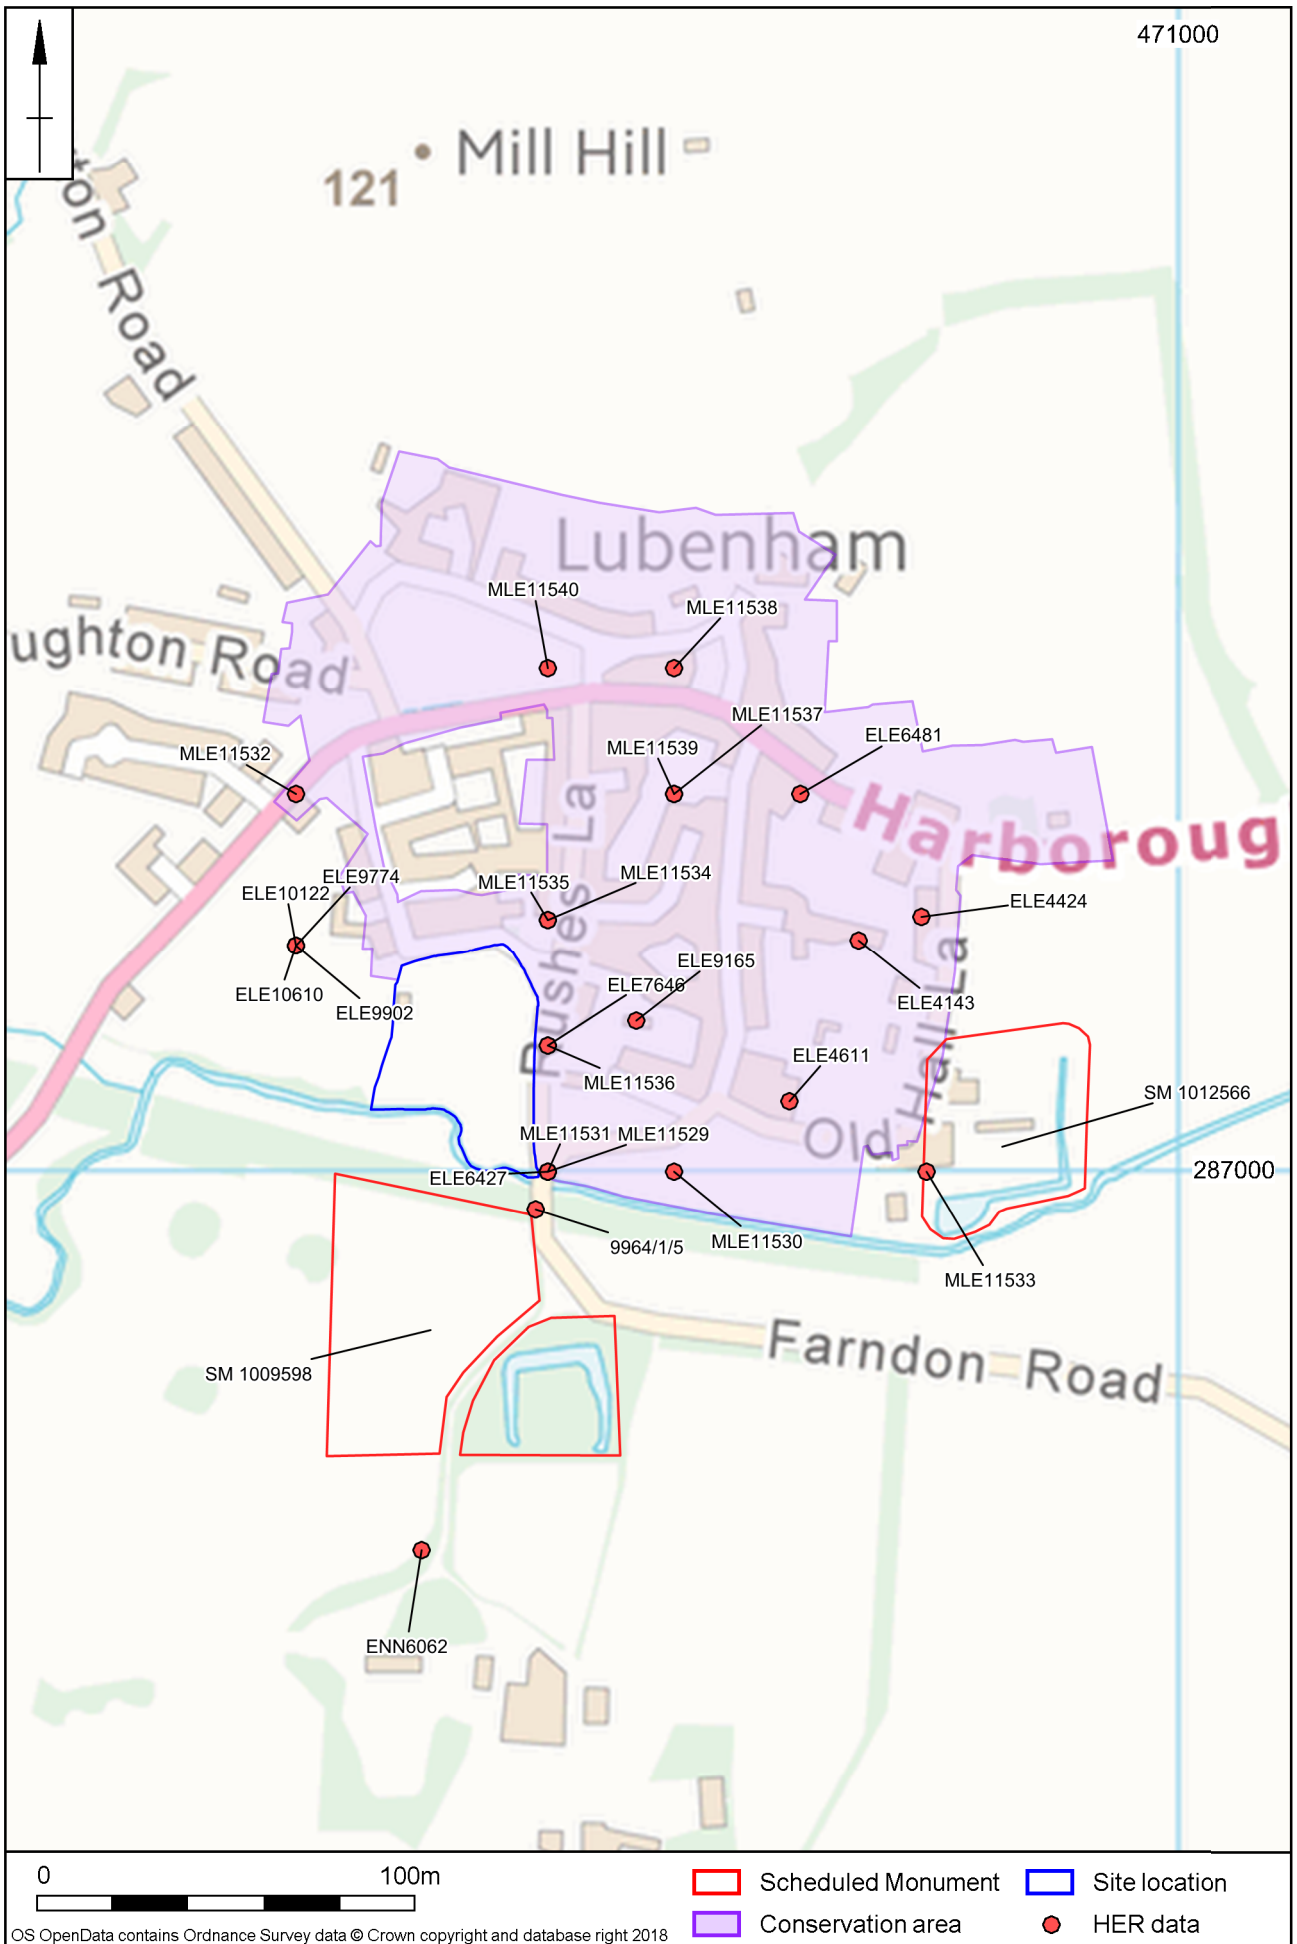 471000
Mill Hill
121
ton Road
Lubenham
MLE11540
MLE11538
ughton Road
MLE11537
ELE6481
MLE11539
MLE11532
Harboroug
Rushes La
ELE9774
MLE11534
MLE11535
ELE10122
ELE4424
ELE9165
ELE7646
ELE10610
ELE4143
ELE9902
Old Hall La
ELE4611
MLE11536
SM 1012566
MLE11531
MLE11529
287000
ELE6427
MLE11530
9964/1/5
MLE11533
Farndon Road
SM 1009598
ENN6062
0 100m
Scheduled Monument
Site location
Conservation area
HER data
OS OpenData contains Ordnance Survey data © Crown copyright and database right 2018